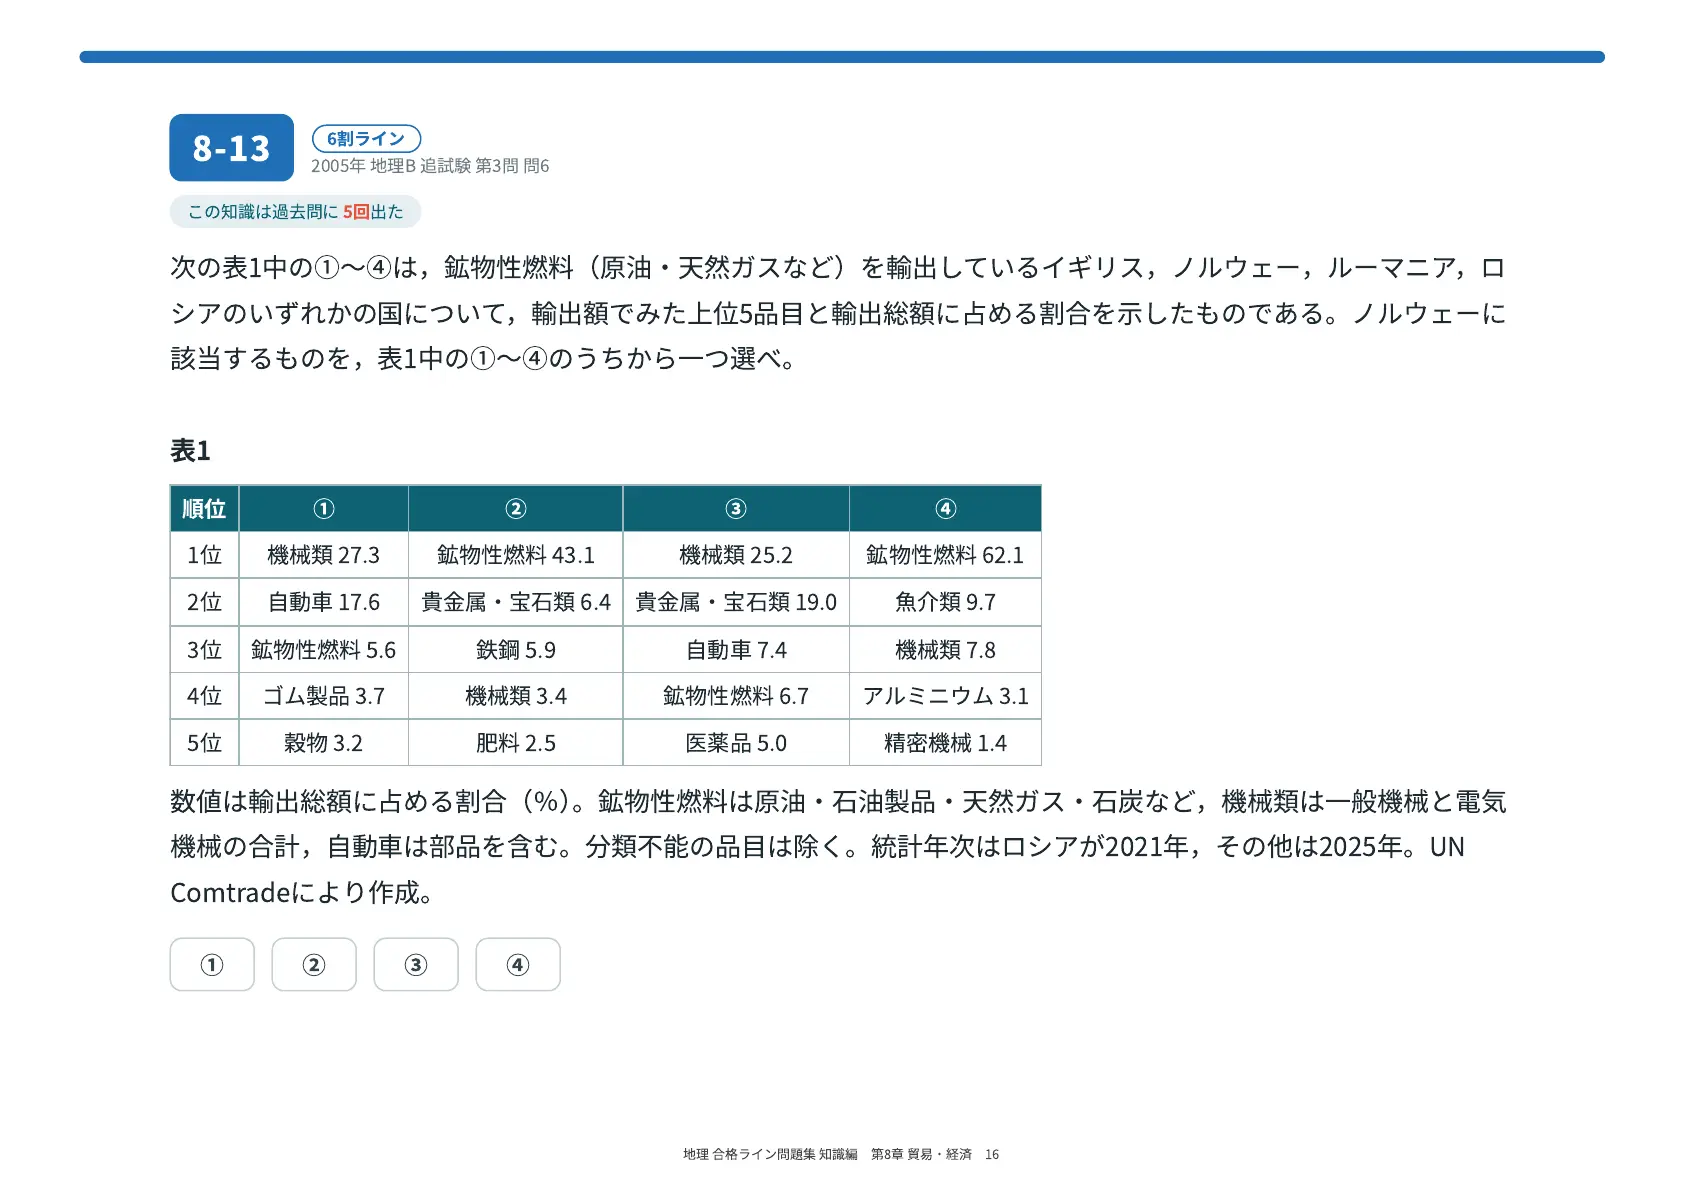 8-13
6割ライン
2005年 地理B 追試験 第3問 問6
この知識は過去問に 5回出た
次の表1中の①〜④は，鉱物性燃料（原油・天然ガスなど）を輸出しているイギリス，ノルウェー，ルーマニア，ロ
シアのいずれかの国について，輸出額でみた上位5品目と輸出総額に占める割合を示したものである。ノルウェーに
該当するものを，表1中の①〜④のうちから一つ選べ。
表1
順位 ① ② ③ ④
1位 機械類 27.3 鉱物性燃料 43.1 機械類 25.2 鉱物性燃料 62.1
2位 自動車 17.6 貴金属・宝石類 6.4 貴金属・宝石類 19.0 魚介類 9.7
3位 鉱物性燃料 5.6 鉄鋼 5.9 自動車 7.4 機械類 7.8
4位 ゴム製品 3.7 機械類 3.4 鉱物性燃料 6.7 アルミニウム 3.1
5位 穀物 3.2 肥料 2.5 医薬品 5.0 精密機械 1.4
数値は輸出総額に占める割合（%）。鉱物性燃料は原油・石油製品・天然ガス・石炭など，機械類は一般機械と電気
機械の合計，自動車は部品を含む。分類不能の品目は除く。統計年次はロシアが2021年，その他は2025年。UN
Comtradeにより作成。
① ② ③ ④
地理 合格ライン問題集 知識編　第8章 貿易・経済　16